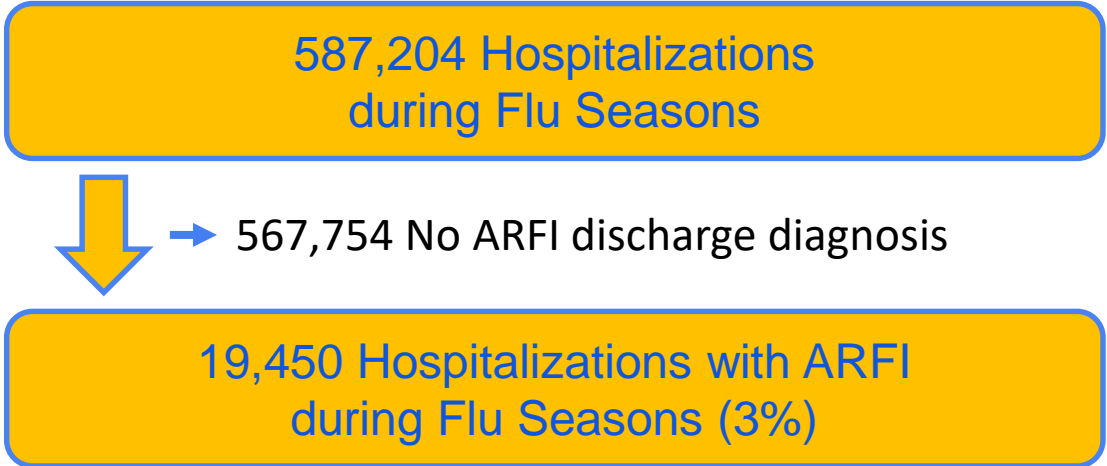 587,204 Hospitalizations
during Flu Seasons
567,754 No ARFI discharge diagnosis
19,450 Hospitalizations with ARFI
during Flu Seasons (3%)